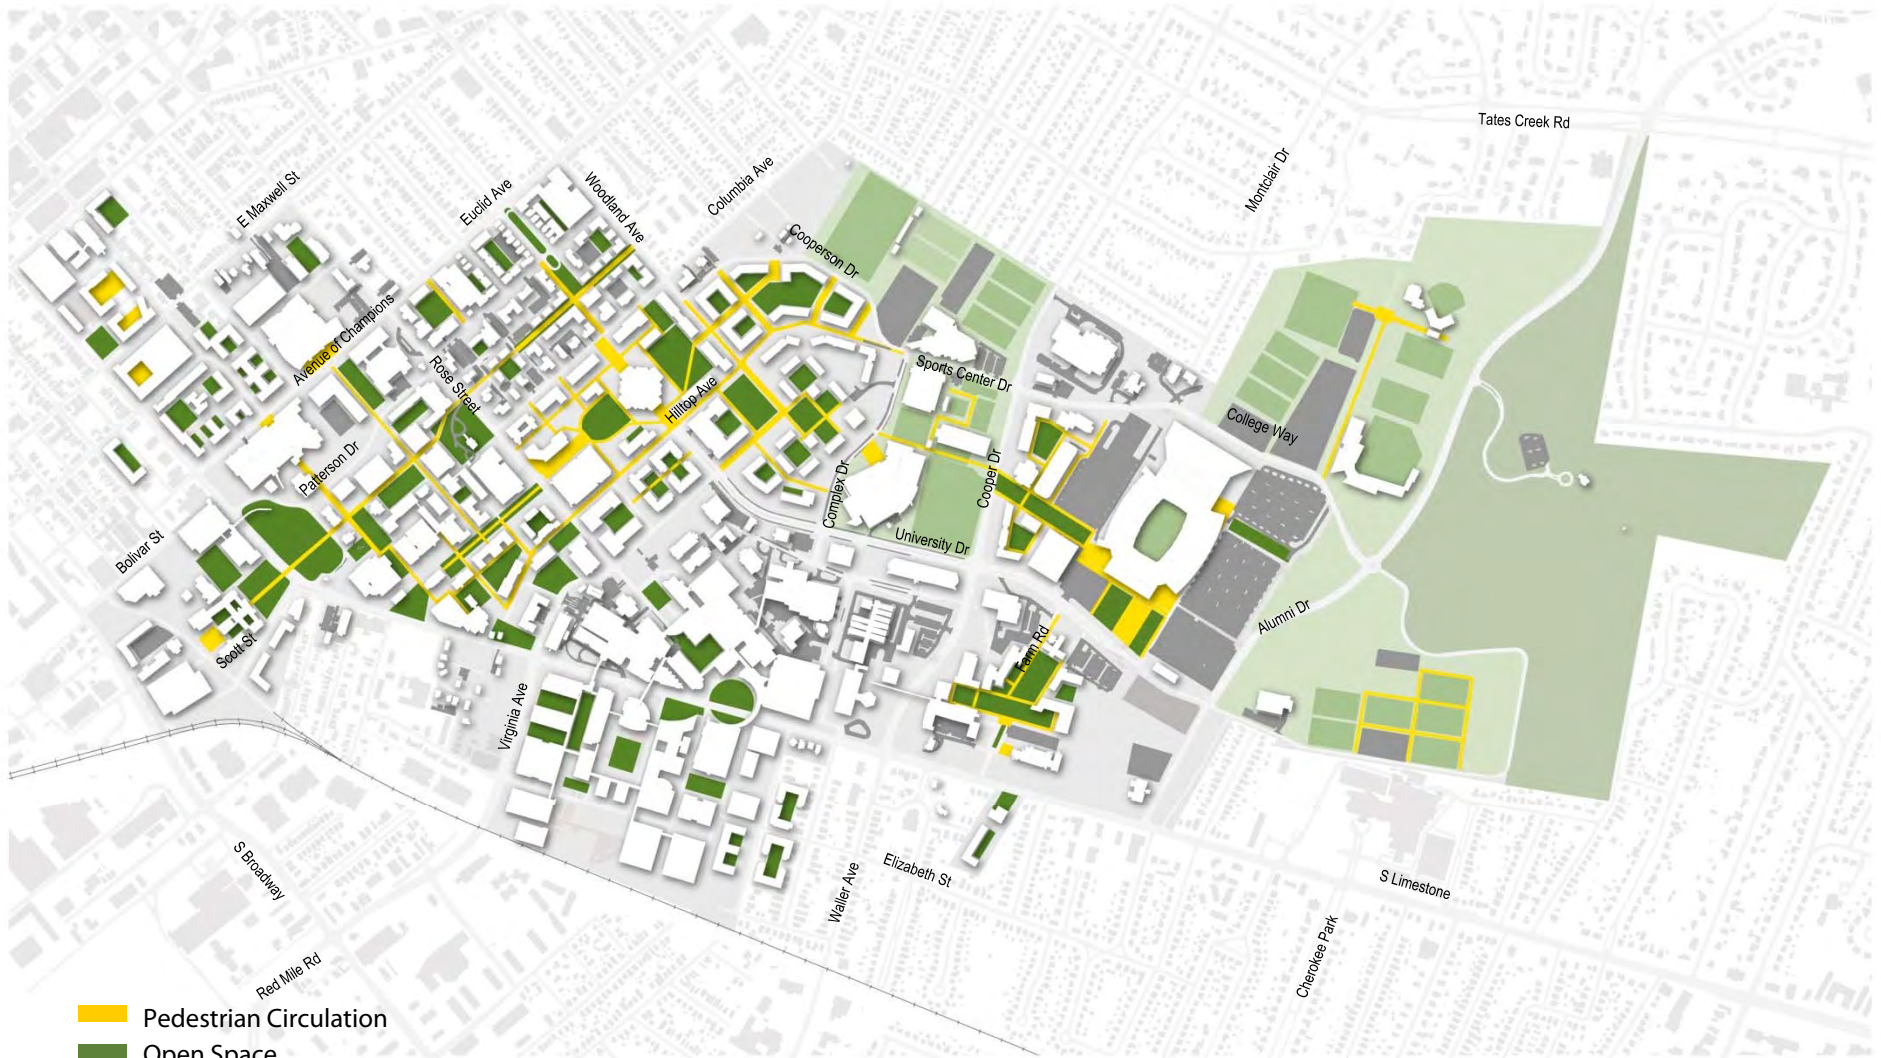 Tates Creek Rd
Montclair Dr
Columbia Ave
E Maxwell St
Euclid Ave
Woodland Ave
Cooperson Dr
Avenue of Champions
Rose Street
Sports Center Dr
Hilltop Ave
College Way
Patterson Dr
Complex Dr
Cooper Dr
University Dr
Bolivar St
Alumni Dr
Scott St
Farm Rd
Virginia Ave
S Broadway
Elizabeth St
Waller Ave
S Limestone
Cherokee Park
Red Mile Rd
Pedestrian Circulation
Open Space